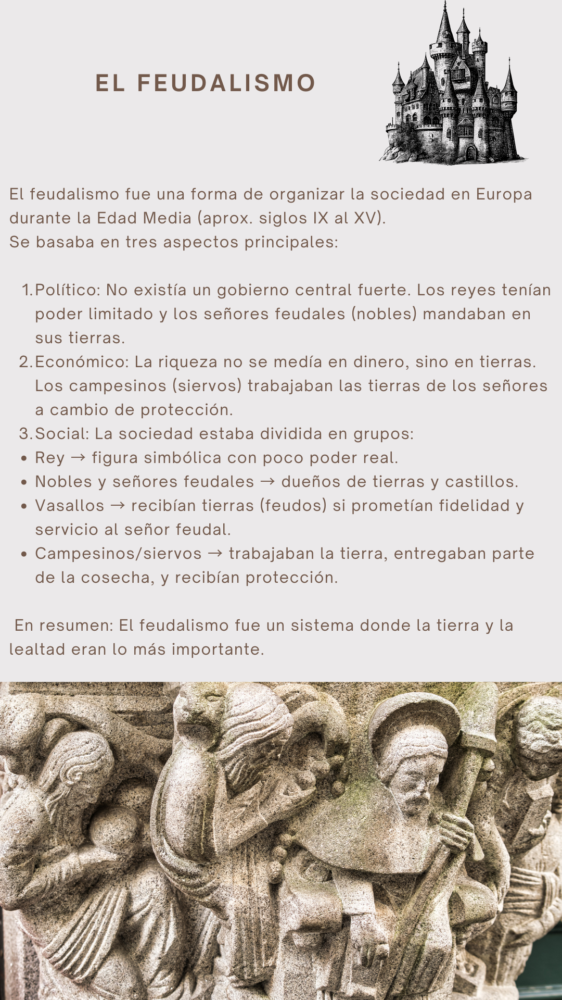 EL FEUDALISMO
El feudalismo fue una forma de organizar la sociedad en Europa
durante la Edad Media (aprox. siglos IX al XV).
Se basaba en tres aspectos principales:
1. Político: No existía un gobierno central fuerte. Los reyes tenían
poder limitado y los señores feudales (nobles) mandaban en
sus tierras.
2. Económico: La riqueza no se medía en dinero, sino en tierras.
Los campesinos (siervos) trabajaban las tierras de los señores
a cambio de protección.
3. Social: La sociedad estaba dividida en grupos:
• Rey → figura simbólica con poco poder real.
• Nobles y señores feudales → dueños de tierras y castillos.
• Vasallos → recibían tierras (feudos) si prometían fidelidad y
servicio al señor feudal.
• Campesinos/siervos → trabajaban la tierra, entregaban parte
de la cosecha, y recibían protección.
En resumen: El feudalismo fue un sistema donde la tierra y la
lealtad eran lo más importante.